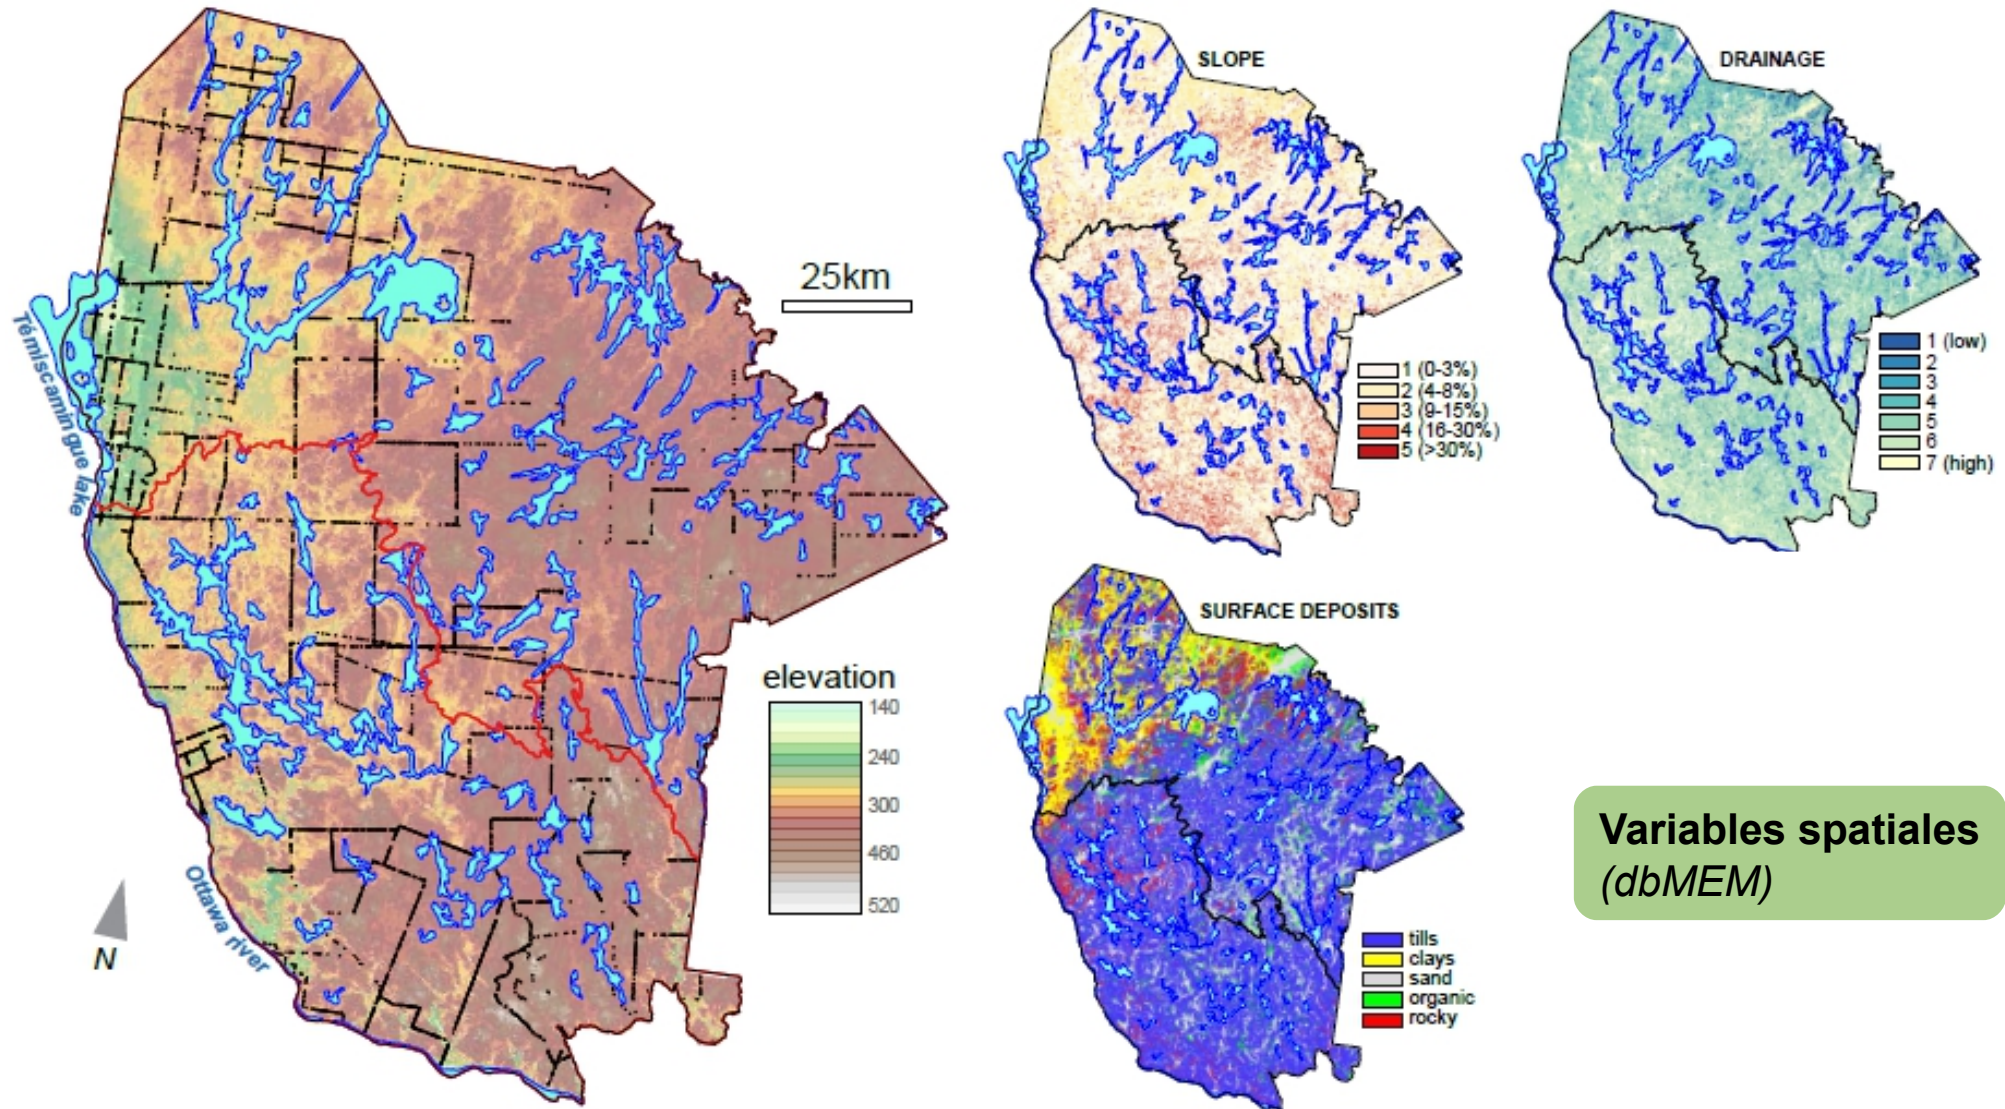 Témiscamingue lake
Ottawa river
N
25km
elevation
140
240
300
460
520
SLOPE
1 (0-3%)
2 (4-8%)
3 (9-15%)
4 (16-30%)
5 (>30%)
DRAINAGE
1 (low)
2
3
4
5
6
7 (high)
SURFACE DEPOSITS
tills
clays
sand
organic
rocky
Variables spatiales
(dbMEM)